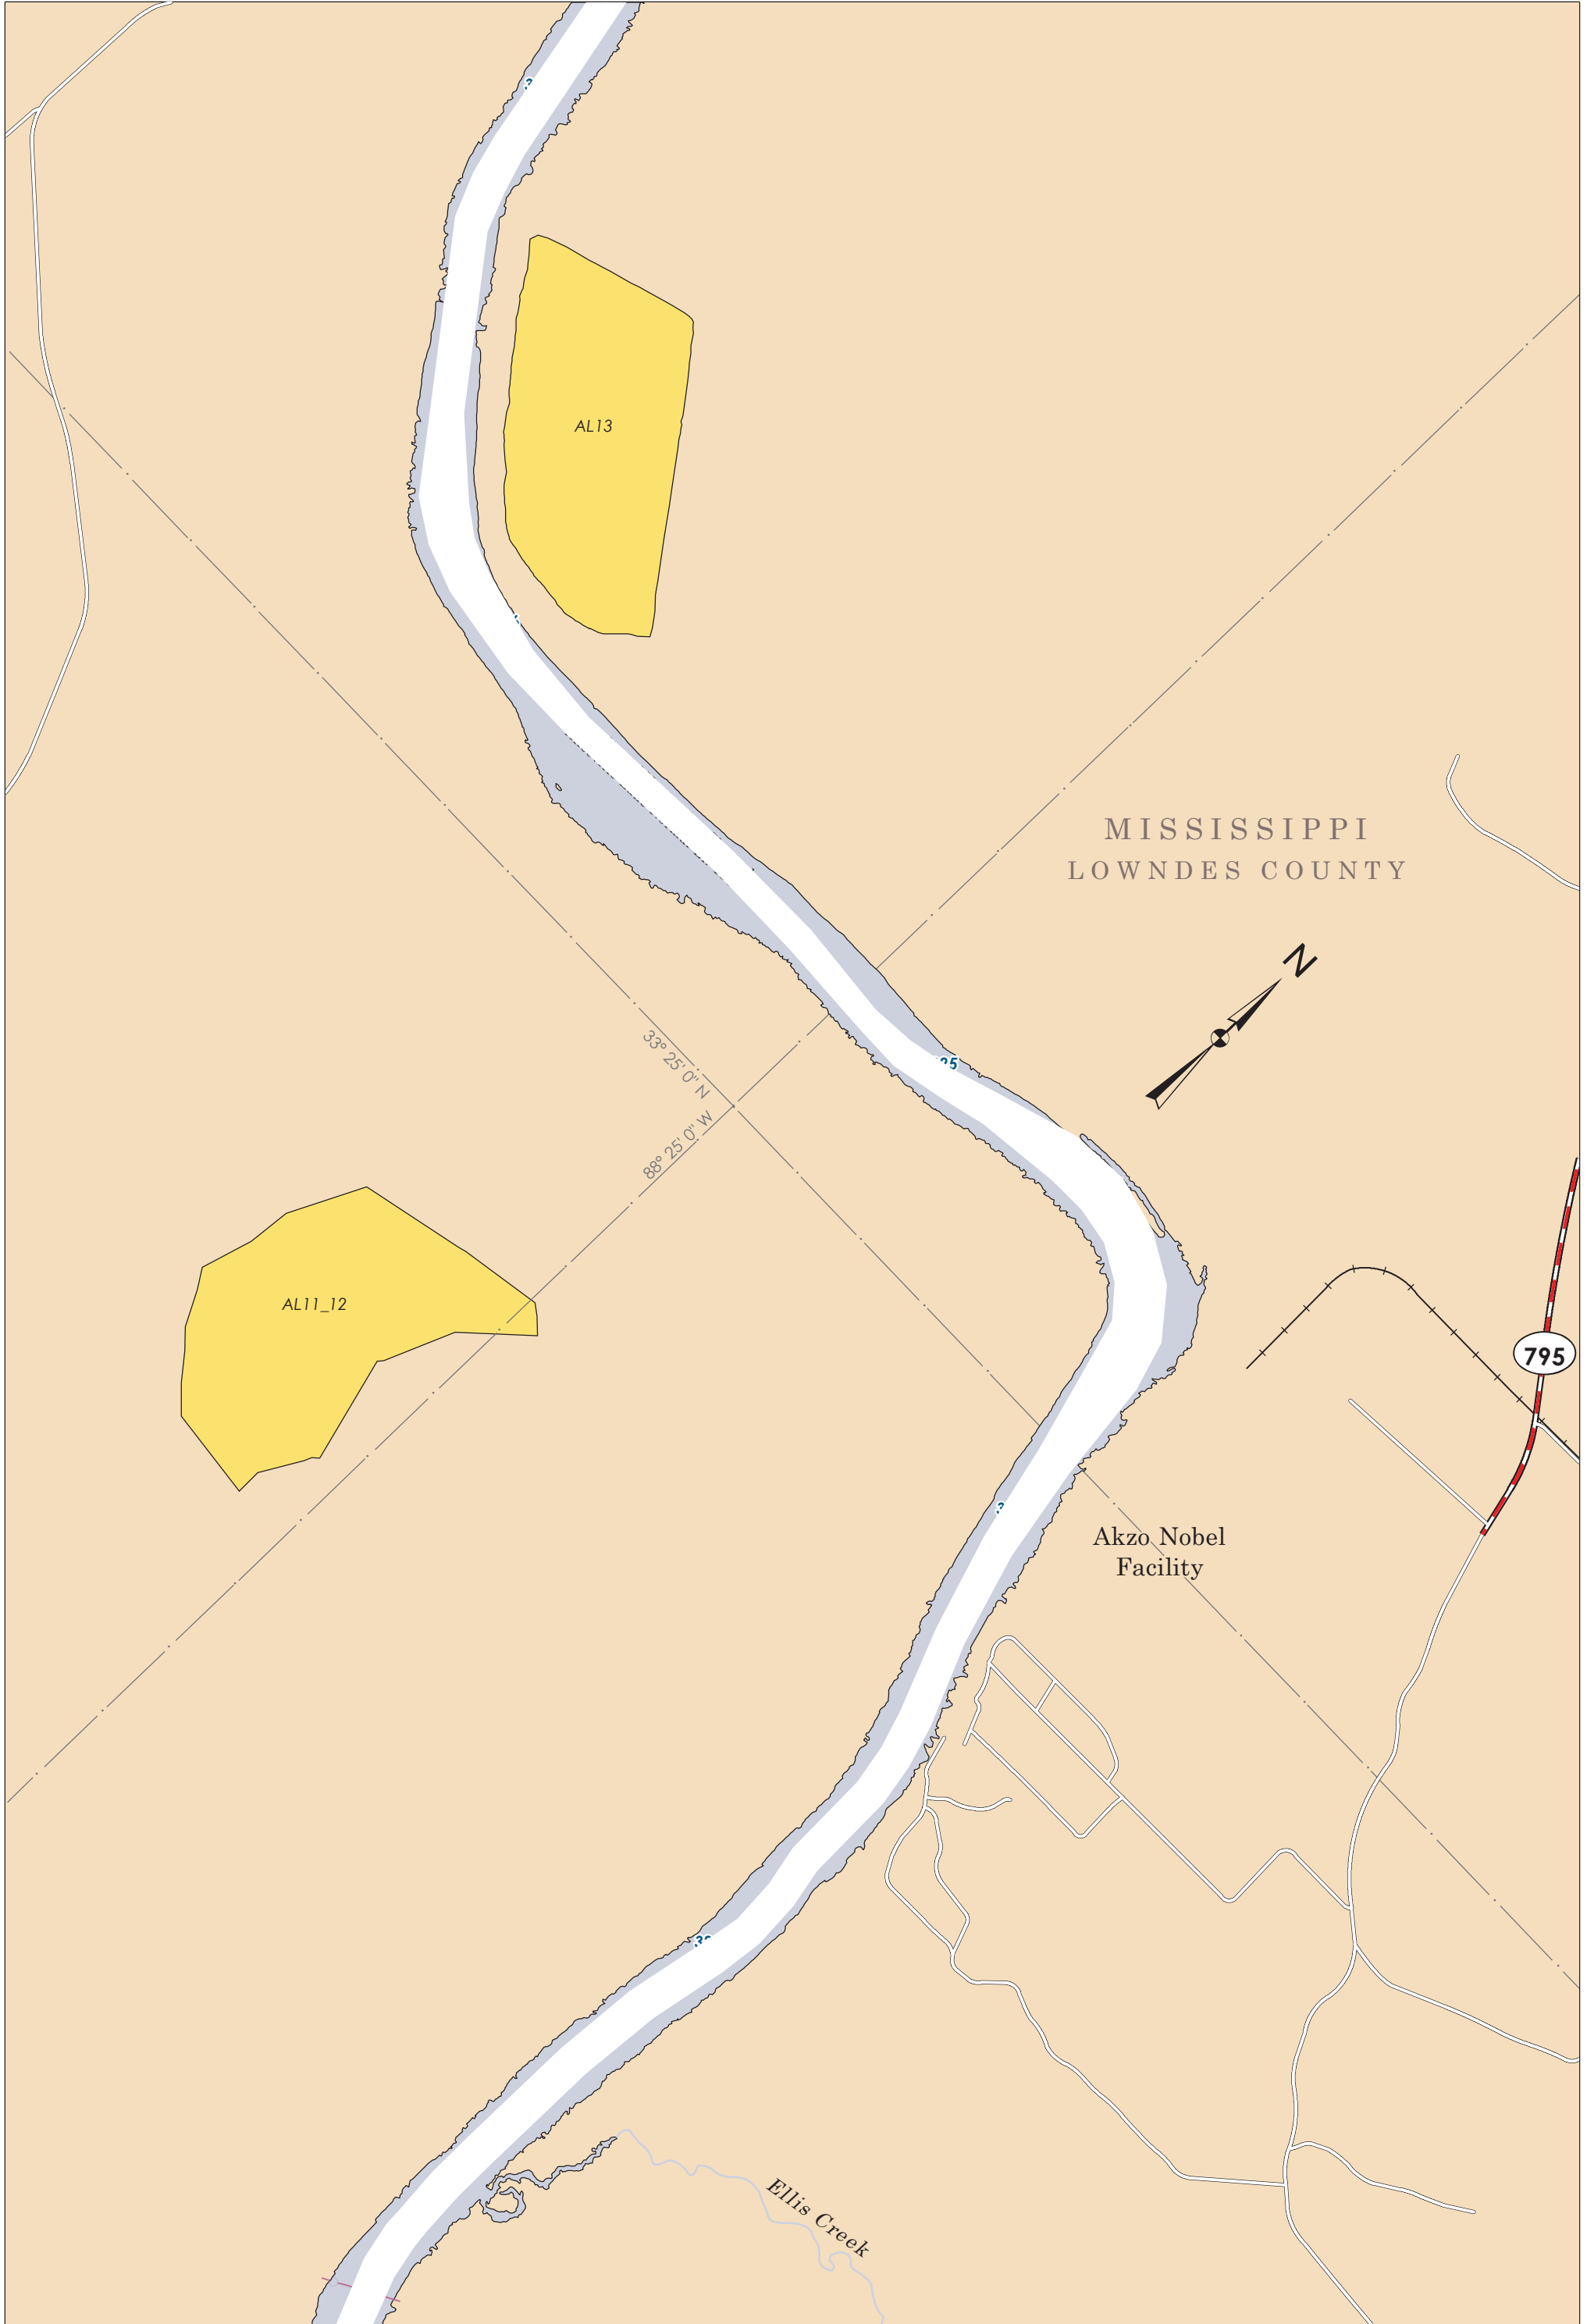 AL13
MISSISSIPPI
LOWNDES COUNTY
N
33° 25' 0" N
88° 25' 0" W
AL11_12
795
Akzo Nobel
Facility
Ellis Creek